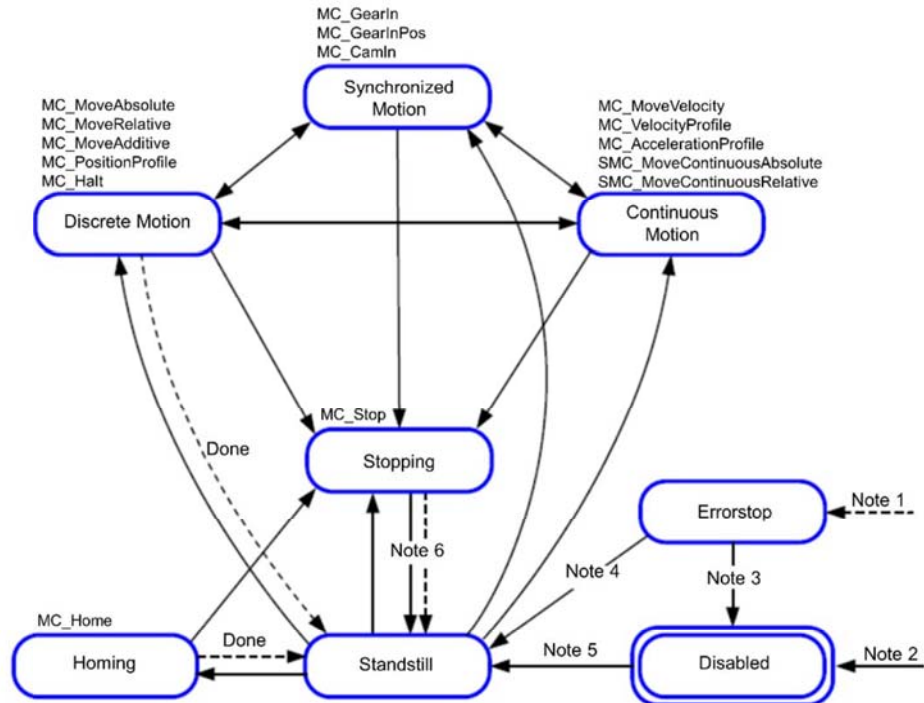 MC_GearIn
MC_GearInPos
MC_CamIn
Synchronized
Motion
MC_MoveAbsolute
MC_MoveRelative
MC_MoveAdditive
MC_PositionProfile
MC_Halt
Discrete Motion
MC_MoveVelocity
MC_VelocityProfile
MC_AccelerationProfile
SMC_MoveContinuousAbsolute
SMC_MoveContinuousRelative
Continuous
Motion
MC_Stop
Stopping
Done
Errorstop
Note 1
Note 6
Note 4
Note 3
MC_Home
Homing
Done
Standstill
Note 5
Disabled
Note 2